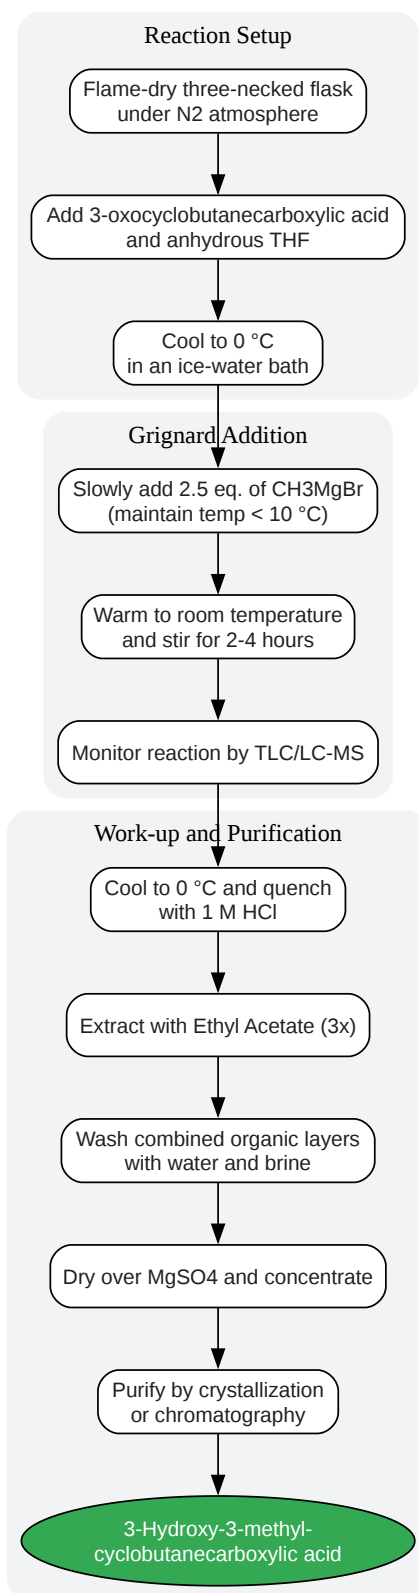 Reaction Setup
Flame-dry three-necked flask
under N2 atmosphere
Add 3-oxocyclobutanecarboxylic acid
and anhydrous THF
Cool to 0 °C
in an ice-water bath
Grignard Addition
Slowly add 2.5 eq. of CH3MgBr
(maintain temp < 10 °C)
Warm to room temperature
and stir for 2-4 hours
Monitor reaction by TLC/LC-MS
Work-up and Purification
Cool to 0 °C and quench
with 1 M HCl
Extract with Ethyl Acetate (3x)
Wash combined organic layers
with water and brine
Dry over MgSO4 and concentrate
Purify by crystallization
or chromatography
3-Hydroxy-3-methyl-
cyclobutanecarboxylic acid